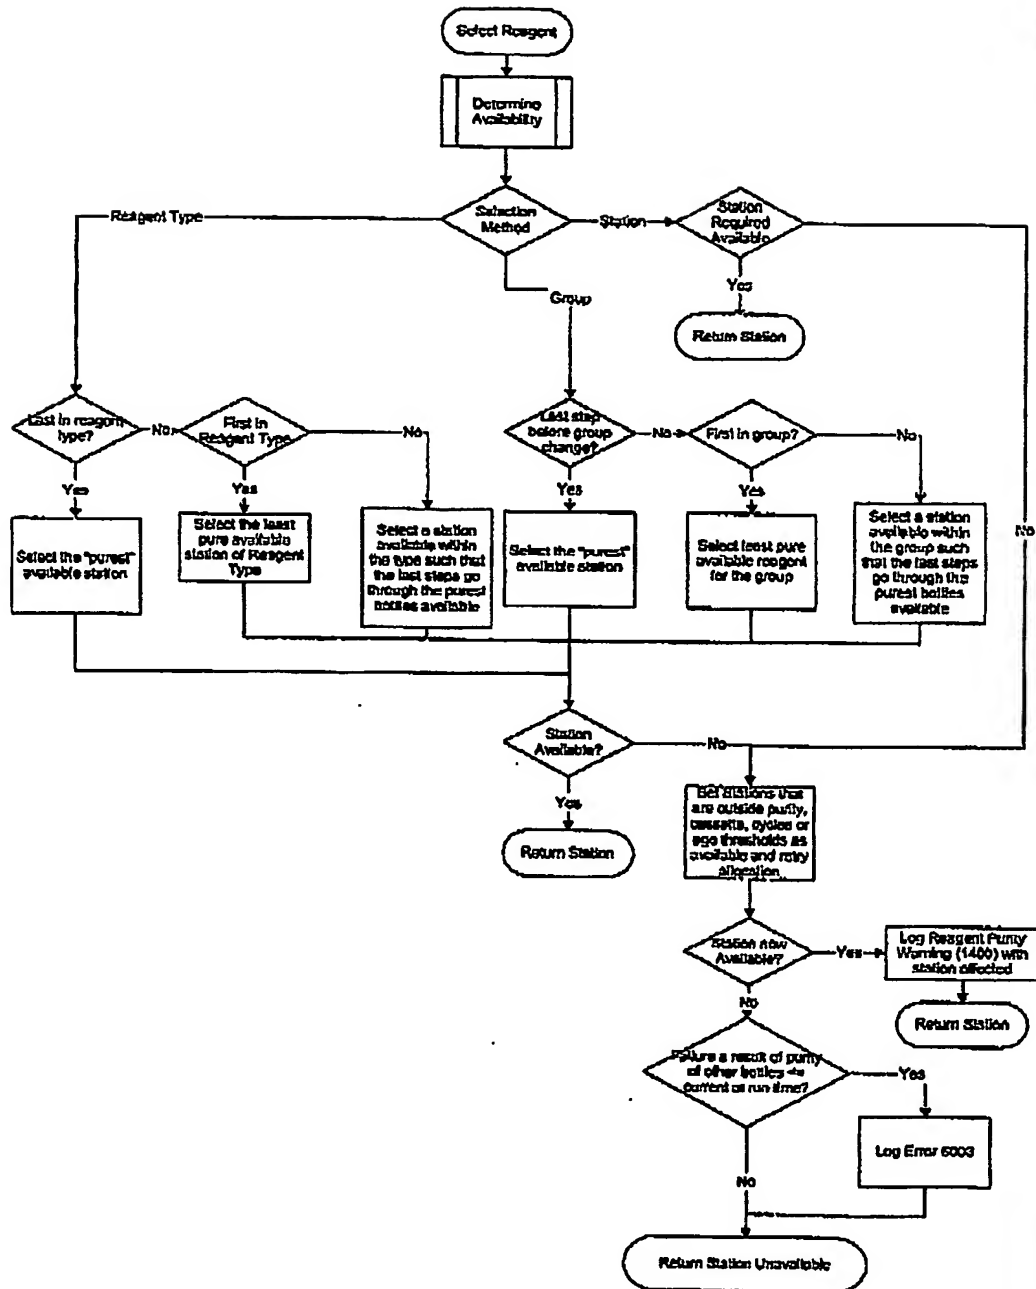 Select Reagent
Determine
Availability
Reagent Type
Selection
Method
Station
Station
Required
Available
Group
Yes
Return Station
Last in reagent
type?
No
First in
Reagent Type
No
Last step
before group
change?
No
First in group?
No
No
Yes
Yes
Yes
Yes
Select the "purest"
available station
Select the least
pure available
station of Reagent
Type
Select a station
available within
the type such that
the last steps go
through the purest
bottles available
Select the "purest"
available station
Select least pure
available reagent
for the group
Select a station
available within
the group such
that the last steps
go through the
purest bottles
available
Station
Available?
No
Yes
Return Station
Set stations that
are outside purity,
cassette, cycles or
age thresholds as
available and retry
allocation
Station now
Available?
Yes
Log Reagent Purity
Warning (1400) with
station affected
No
Return Station
Failure a result of purity
of other bottles
current as run-time?
Yes
Log Error 6003
No
Return Station Unavailable